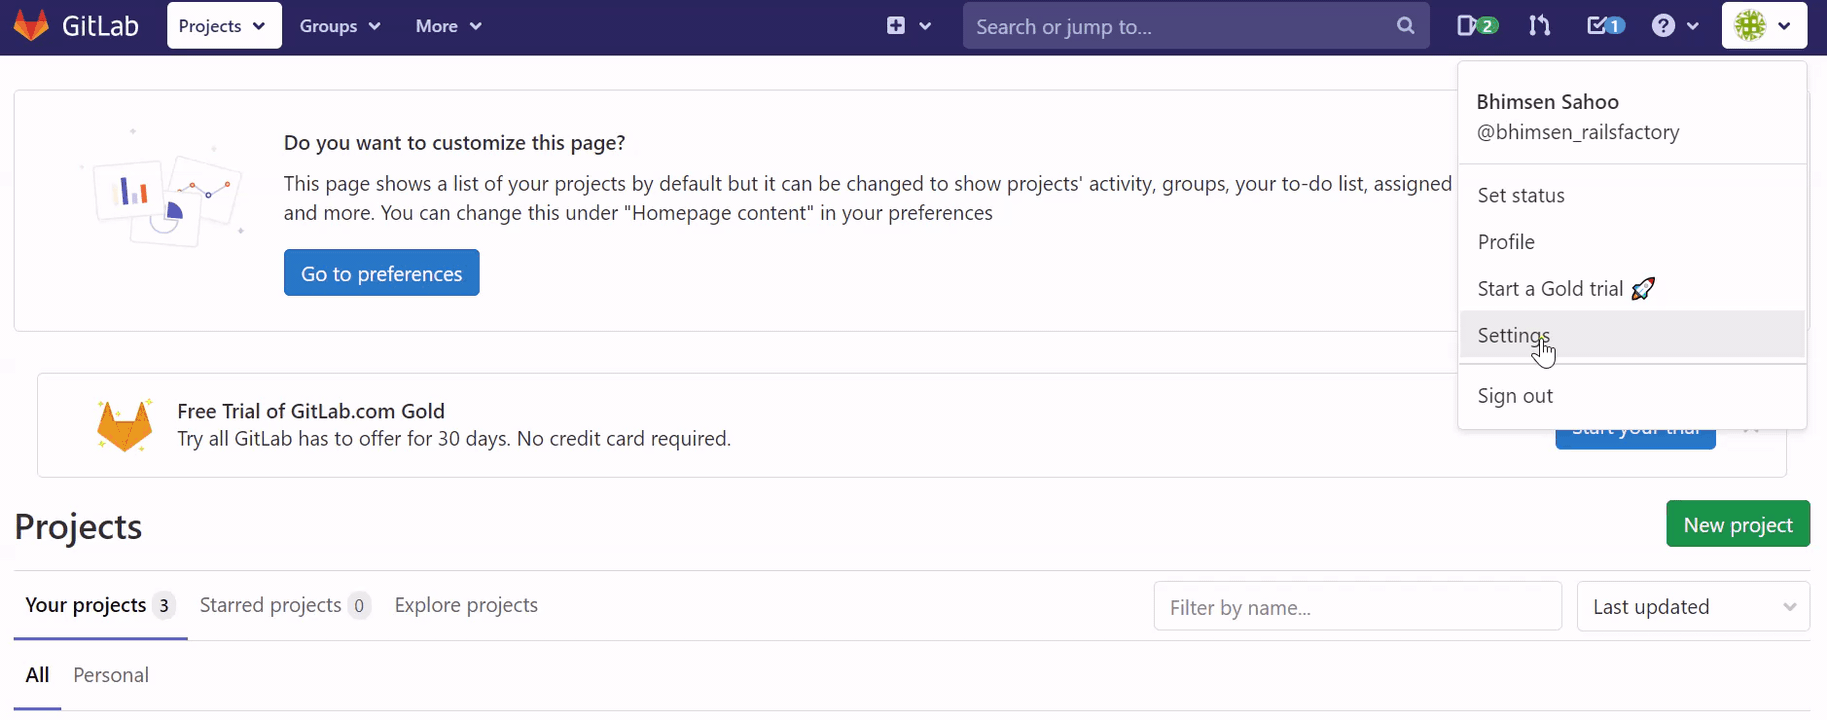 GitLab
Projects
Groups
More
Search or jump to...
2
1
Bhimsen Sahoo
@bhimsen_railsfactory
Set status
Profile
Start a Gold trial 🚀
Settings
Sign out
Do you want to customize this page?
This page shows a list of your projects by default but it can be changed to show projects' activity, groups, your to-do list, assigned
and more. You can change this under "Homepage content" in your preferences
Go to preferences
Free Trial of GitLab.com Gold
Try all GitLab has to offer for 30 days. No credit card required.
Start your trial
Projects
New project
Your projects 3
Starred projects 0
Explore projects
Filter by name...
Last updated
All
Personal